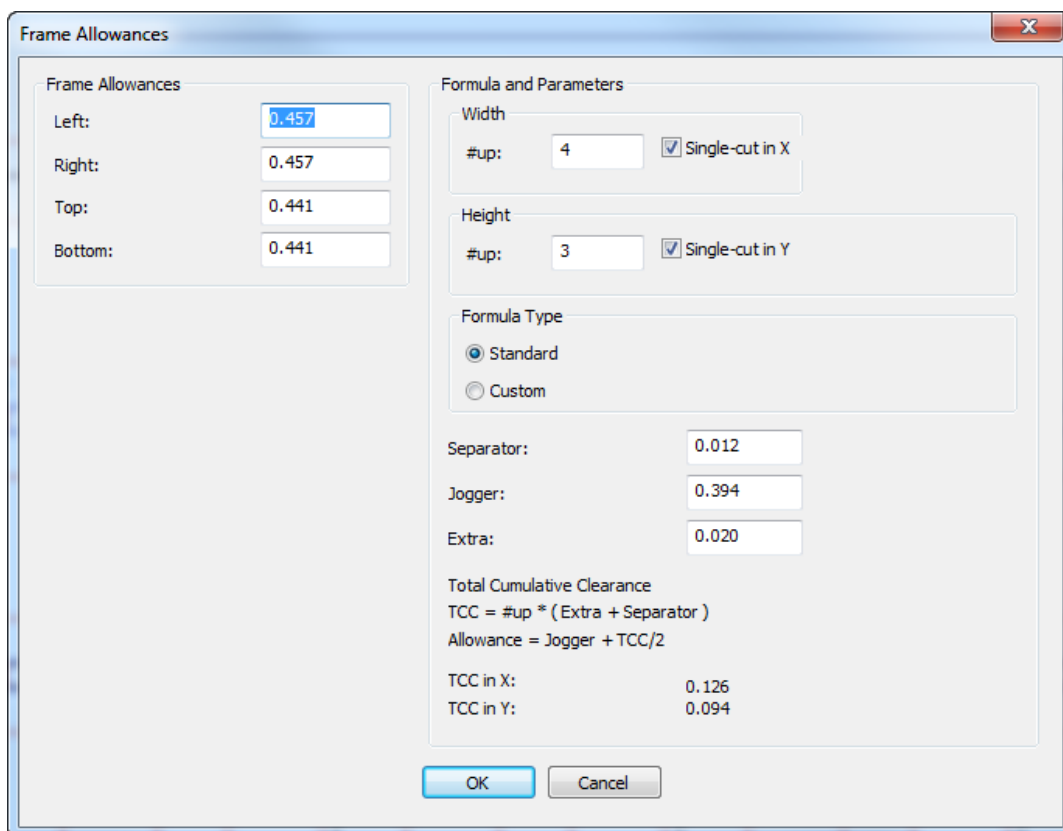 Frame Allowances
Frame Allowances
Left: 0.457
Right: 0.457
Top: 0.441
Bottom: 0.441
Formula and Parameters
Width
#up: 4 Single-cut in X
Height
#up: 3 Single-cut in Y
Formula Type
Standard
Custom
Separator: 0.012
Jogger: 0.394
Extra: 0.020
Total Cumulative Clearance
TCC = #up * ( Extra + Separator )
Allowance = Jogger + TCC/2
TCC in X: 0.126
TCC in Y: 0.094
OK Cancel